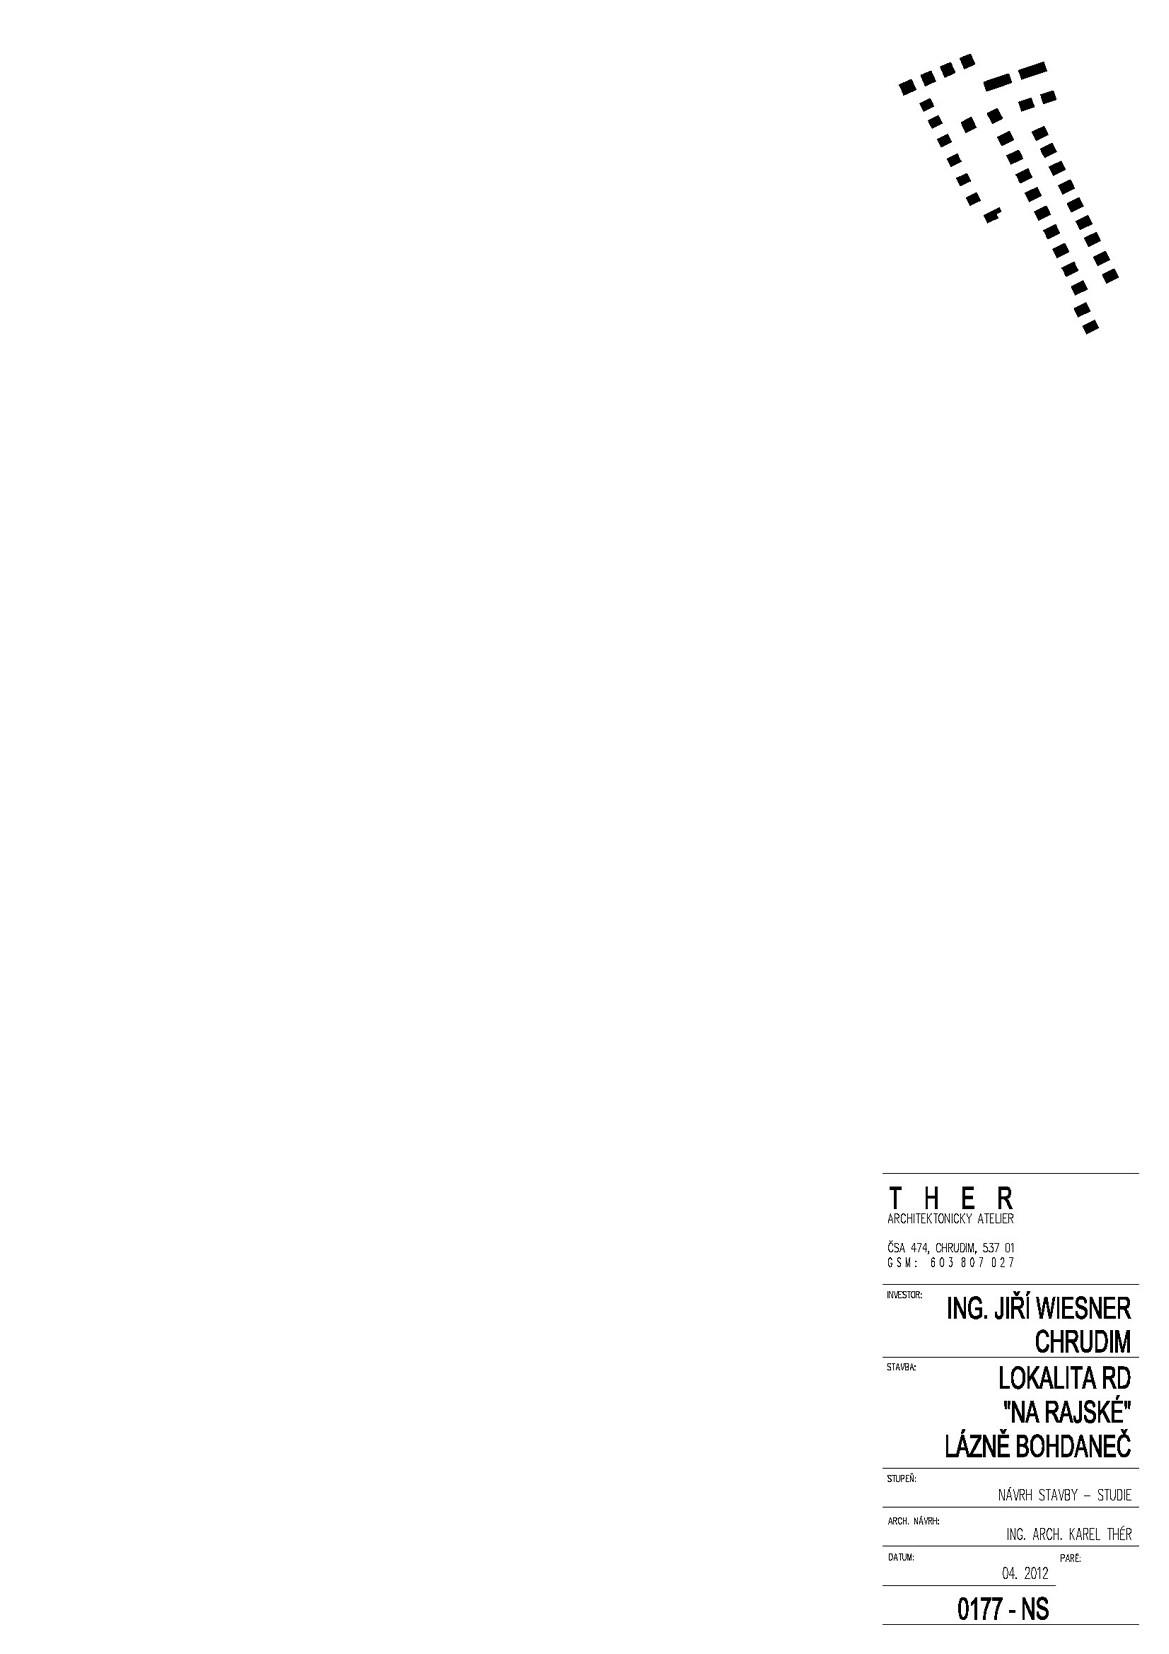 T H E R
ARCHITEKTONICKY ATELIER
ČSA 474, CHRUDIM, 537 01
GSM: 603 807 027
INVESTOR:
ING. JIŘÍ WIESNER
CHRUDIM
STAVBA:
LOKALITA RD
"NA RAJSKÉ"
LÁZNĚ BOHDANEČ
STUPEŇ:
NÁVRH STAVBY – STUDIE
ARCH. NÁVRH:
ING. ARCH. KAREL THÉR
DATUM:
PARÉ:
04. 2012
0177 - NS